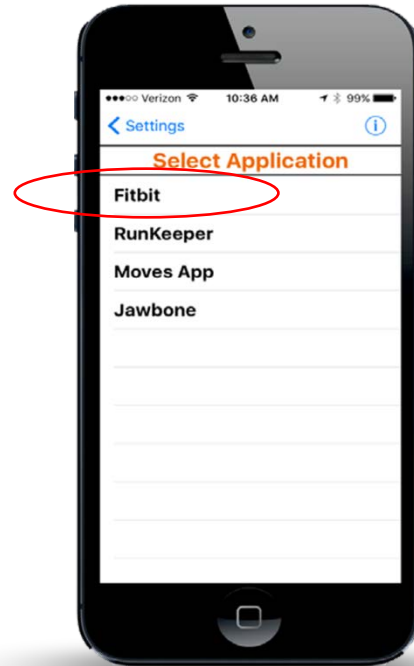 Verizon 10:36 AM 99%
Settings
Select Application
Fitbit
RunKeeper
Moves App
Jawbone